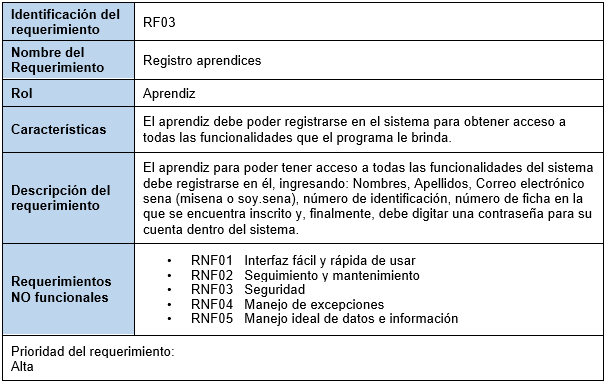 Identificación del requerimiento
RF03
Nombre del Requerimiento
Registro aprendices
Rol
Aprendiz
Características
El aprendiz debe poder registrarse en el sistema para obtener acceso a
todas las funcionalidades que el programa le brinda.
Descripción del requerimiento
El aprendiz para poder tener acceso a todas las funcionalidades del sistema
debe registrarse en él, ingresando: Nombres, Apellidos, Correo electrónico
sena (misena o soy.sena), número de identificación, número de ficha en la
que se encuentra inscrito y, finalmente, debe digitar una contraseña para su
cuenta dentro del sistema.
Requerimientos NO funcionales
• RNF01 Interfaz fácil y rápida de usar
• RNF02 Seguimiento y mantenimiento
• RNF03 Seguridad
• RNF04 Manejo de excepciones
• RNF05 Manejo ideal de datos e información
Prioridad del requerimiento:
Alta